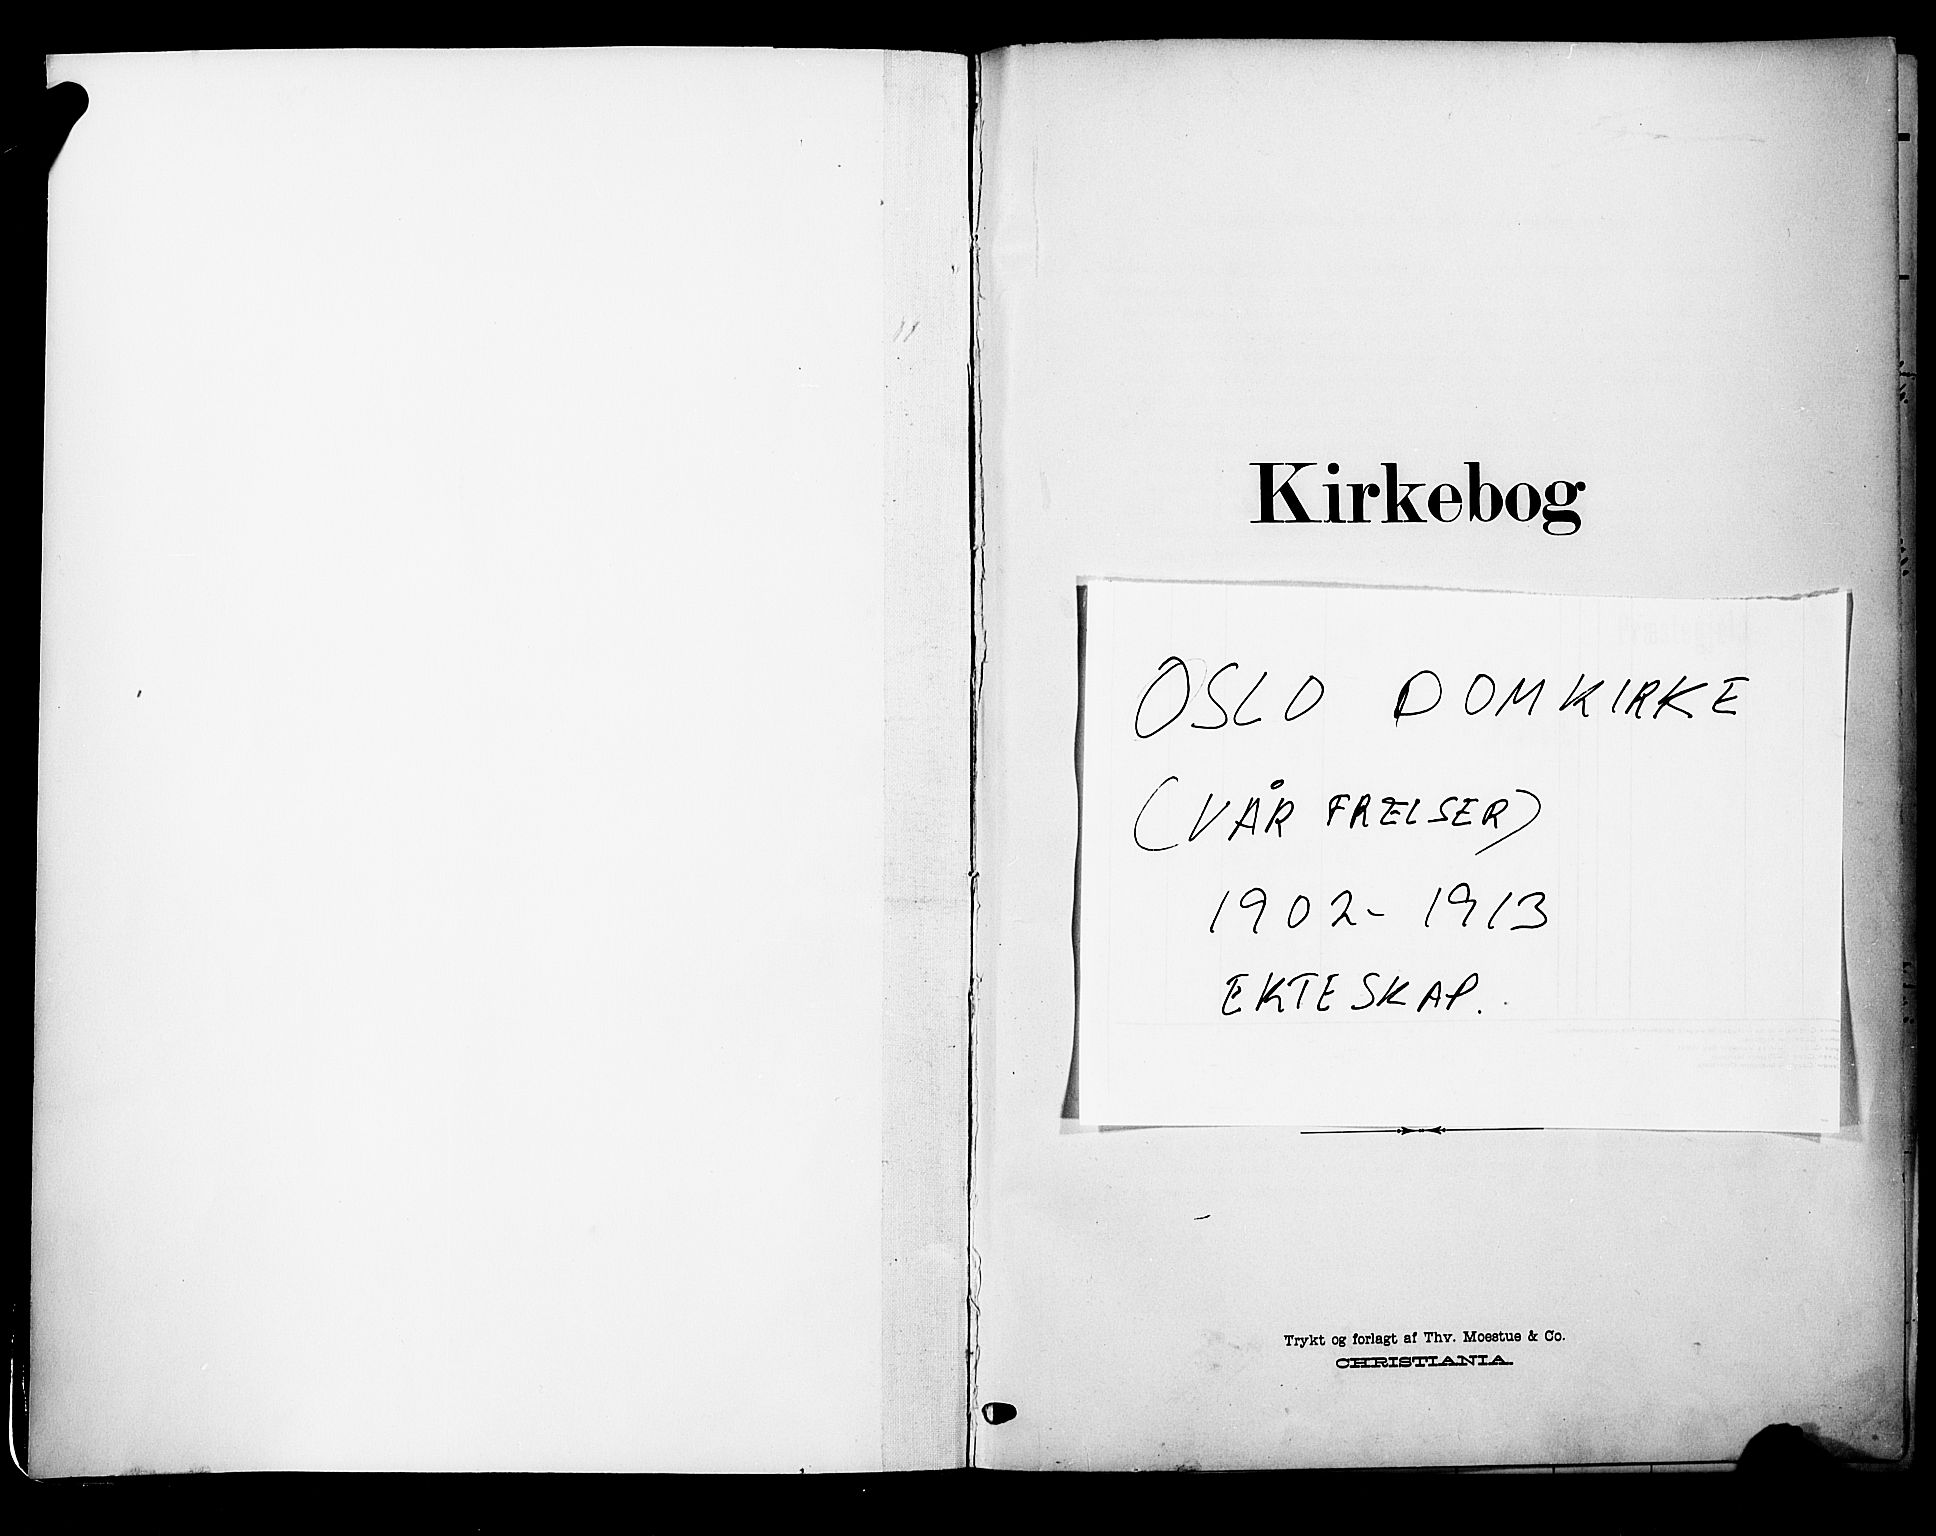 Kirkebog
OSLO DOMKIRKE
(VÅR FRELSER)
1902- 1913
EKTESKAP.
Trykt og forlagt af Thv. Moestue & Co.
CHRISTIANIA.